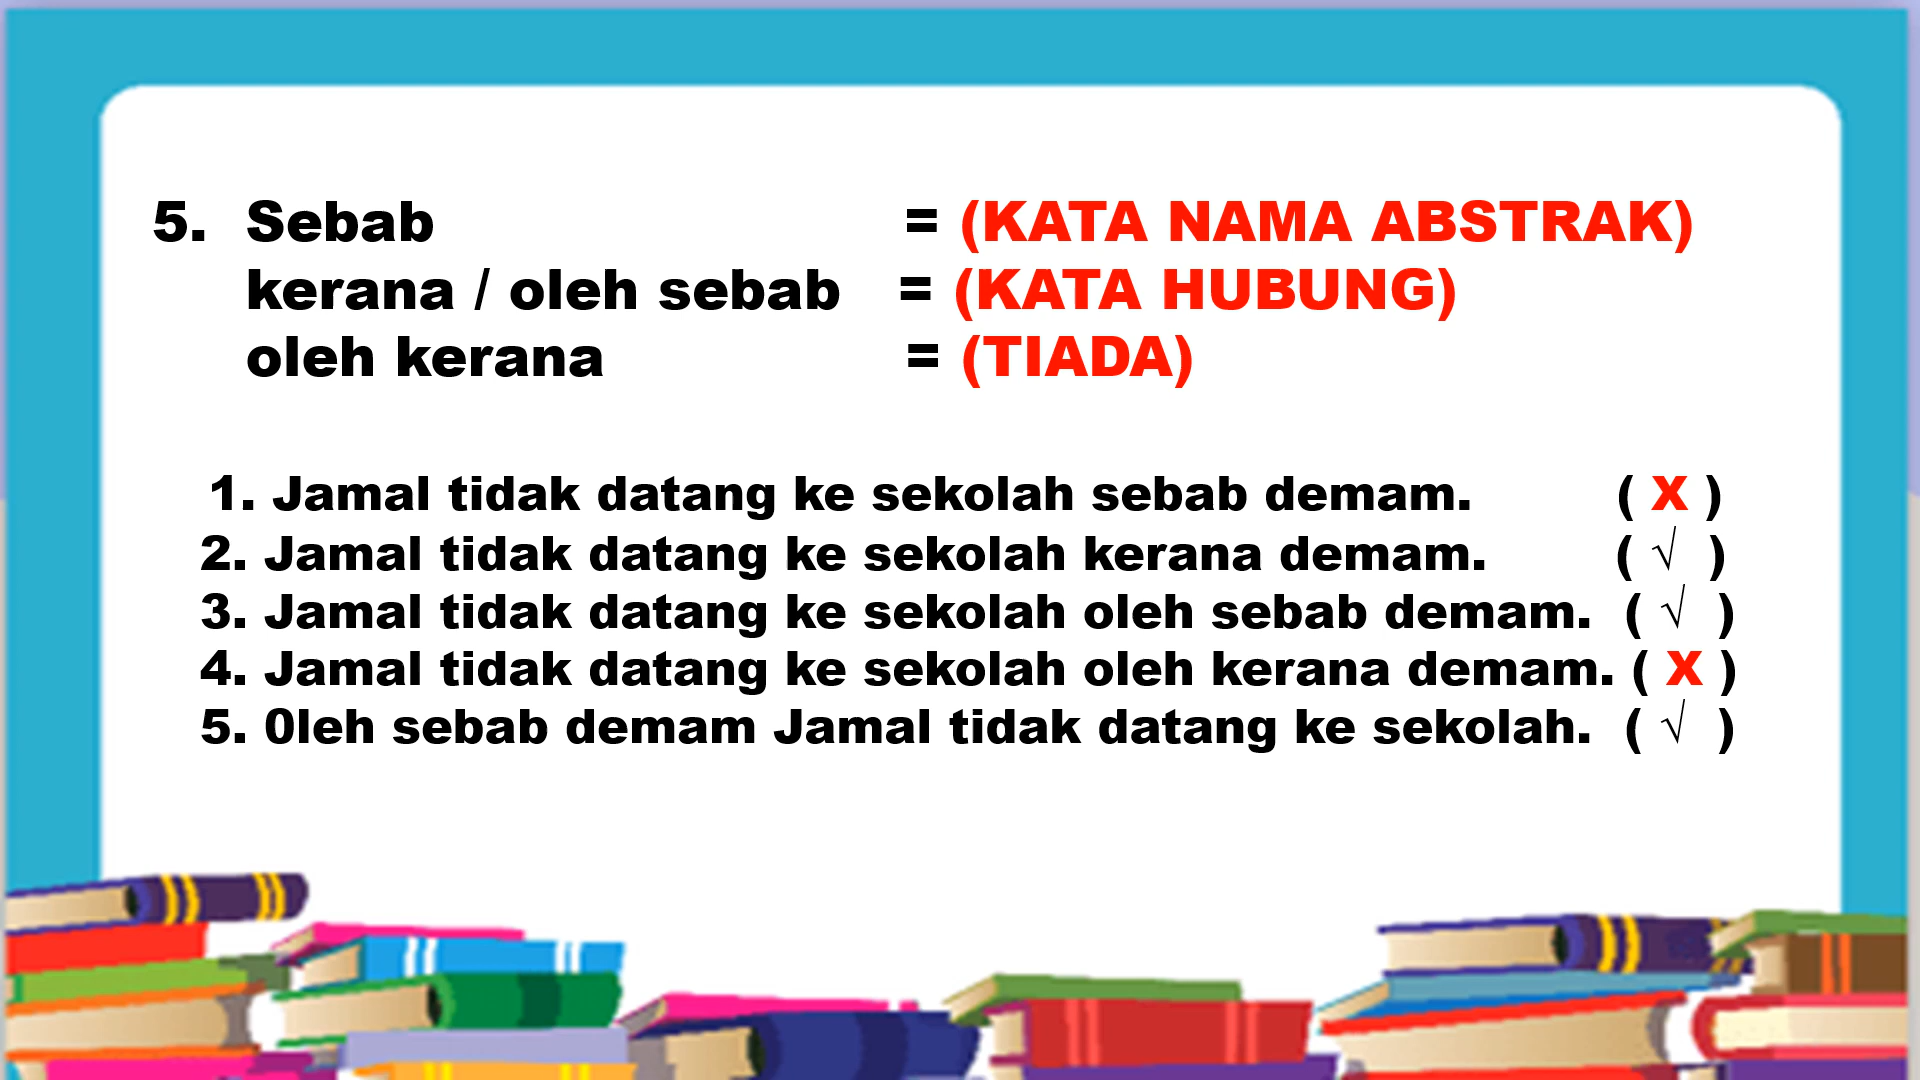 5. Sebab = (KATA NAMA ABSTRAK)
kerana / oleh sebab = (KATA HUBUNG)
oleh kerana = (TIADA)
1. Jamal tidak datang ke sekolah sebab demam. ( X )
2. Jamal tidak datang ke sekolah kerana demam. ( √ )
3. Jamal tidak datang ke sekolah oleh sebab demam. ( √ )
4. Jamal tidak datang ke sekolah oleh kerana demam. ( X )
5. 0leh sebab demam Jamal tidak datang ke sekolah. ( √ )